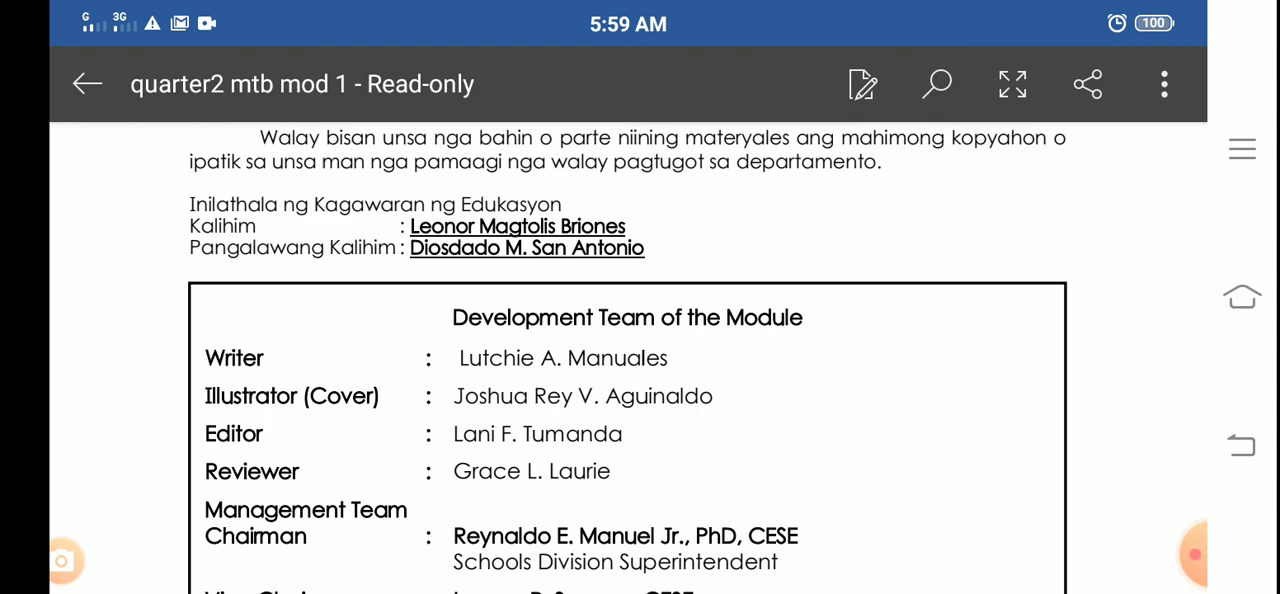 G 3G 5:59 AM 100
quarter2 mtb mod 1 - Read-only
Walay bisan unsa nga bahin o parte niining materyales ang mahimong kopyahon o
ipatik sa unsa man nga pamaagi nga walay pagtugot sa departamento.
Inilathala ng Kagawaran ng Edukasyon
Kalihim : Leonor Magtolis Briones
Pangalawang Kalihim : Diosdado M. San Antonio
Development Team of the Module
Writer : Lutchie A. Manuales
Illustrator (Cover) : Joshua Rey V. Aguinaldo
Editor : Lani F. Tumanda
Reviewer : Grace L. Laurie
Management Team
Chairman : Reynaldo E. Manuel Jr., PhD, CESE
Schools Division Superintendent